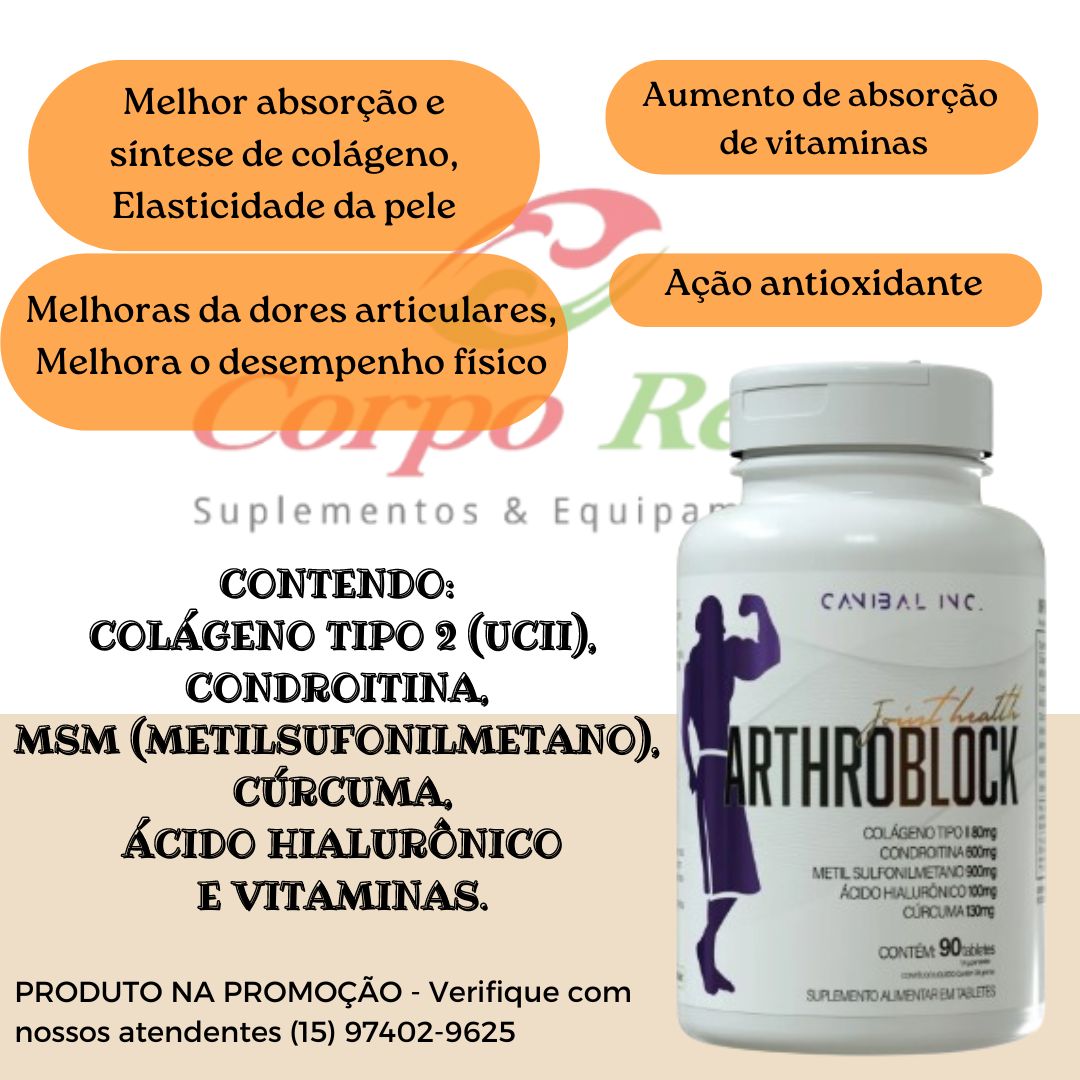 Melhor absorção e
síntese de colágeno,
Elasticidade da pele
Aumento de absorção
de vitaminas
Melhoras da dores articulares,
Melhora o desempenho físico
Ação antioxidante
Corpo Re
Suplementos & Equipam
CONTENDO:
COLÁGENO TIPO 2 (UCII),
CONDROITINA,
MSM (METILSUFONILMETANO),
CÚRCUMA,
ÁCIDO HIALURÔNICO
E VITAMINAS.
PRODUTO NA PROMOÇÃO - Verifique com
nossos atendentes (15) 97402-9625
CANIBAL INC.
Joint health
ARTHROBLOCK
COLÁGENO TIPO II 80mg
CONDROITINA 600mg
METIL SULFONILMETANO 900mg
ÁCIDO HIALURÔNICO 100mg
CÚRCUMA 130mg
CONTÉM: 90 tabletes
SUPLEMENTO ALIMENTAR EM TABLETES